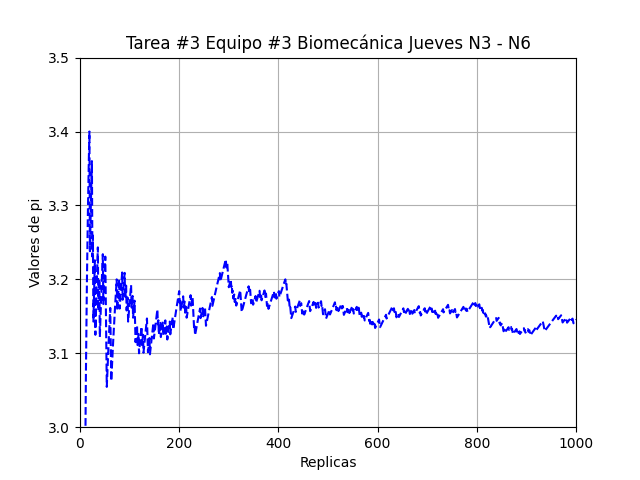 Tarea #3 Equipo #3 Biomecánica Jueves N3 - N6
3.5
3.4
3.3
3.2
3.1
3.0
Valores de pi
0 200 400 600 800 1000
Replicas